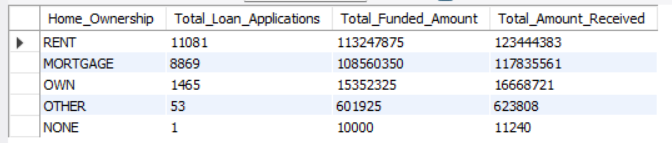 Home_Ownership Total_Loan_Applications Total_Funded_Amount Total_Amount_Received
RENT 11081 113247875 123444383
MORTGAGE 8869 108560350 117835561
OWN 1465 15352325 16668721
OTHER 53 601925 623808
NONE 1 10000 11240